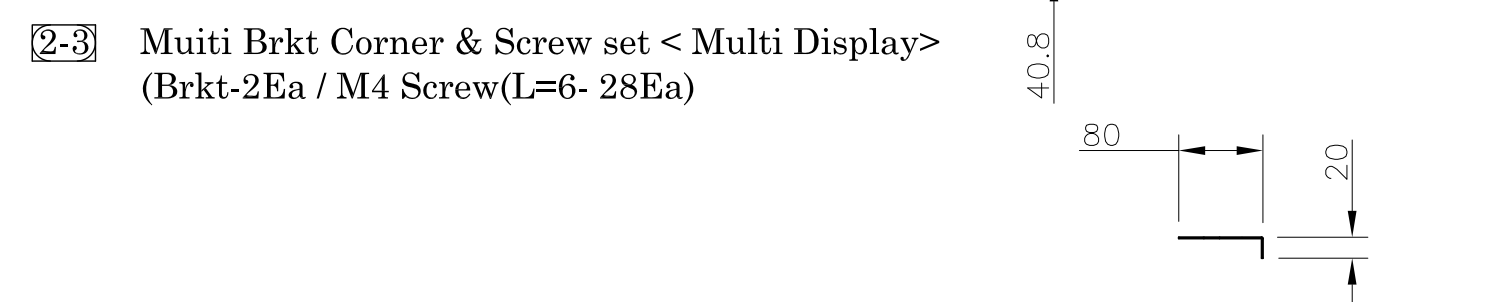 2-3 Muiti Brkt Corner & Screw set < Multi Display>
(Brkt-2Ea / M4 Screw(L=6- 28Ea)
40.8
80
20